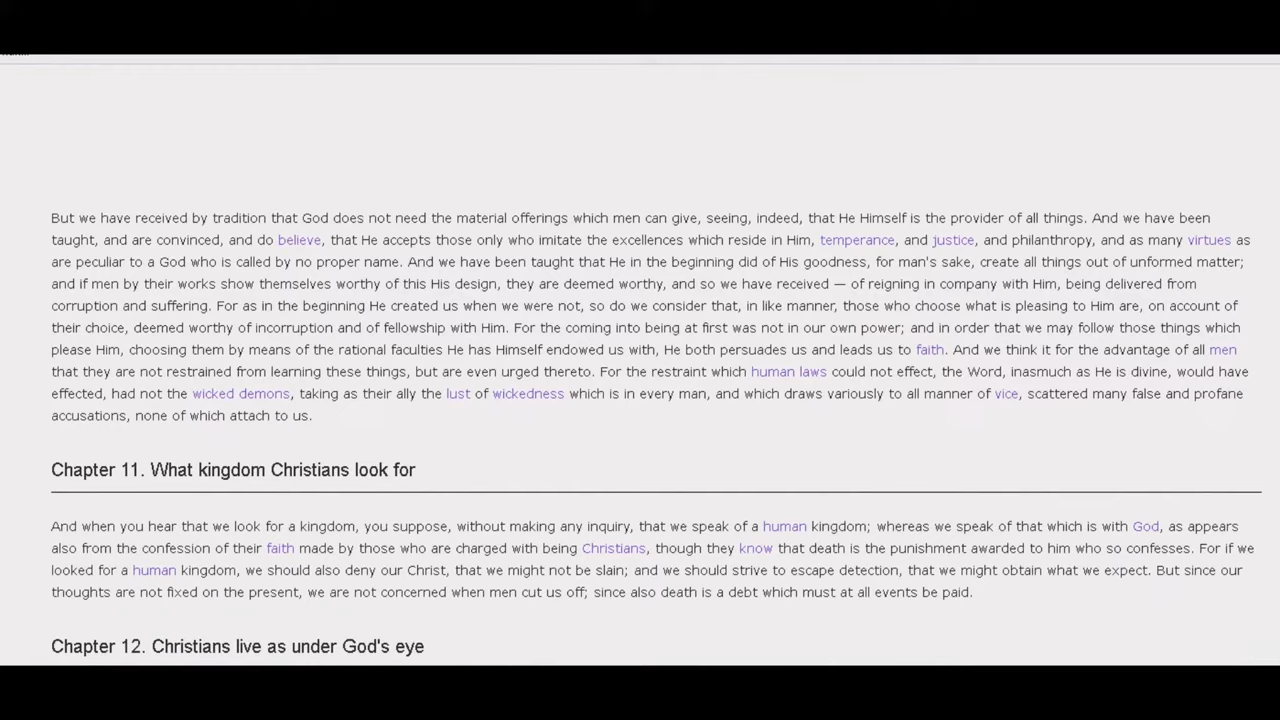 But we have received by tradition that God does not need the material offerings which men can give, seeing, indeed, that He Himself is the provider of all things. And we have been
taught, and are convinced, and do believe, that He accepts those only who imitate the excellences which reside in Him, temperance, and justice, and philanthropy, and as many virtues as
are peculiar to a God who is called by no proper name. And we have been taught that He in the beginning did of His goodness, for man's sake, create all things out of unformed matter;
and if men by their works show themselves worthy of this His design, they are deemed worthy, and so we have received — of reigning in company with Him, being delivered from
corruption and suffering. For as in the beginning He created us when we were not, so do we consider that, in like manner, those who choose what is pleasing to Him are, on account of
their choice, deemed worthy of incorruption and of fellowship with Him. For the coming into being at first was not in our own power; and in order that we may follow those things which
please Him, choosing them by means of the rational faculties He has Himself endowed us with, He both persuades us and leads us to faith. And we think it for the advantage of all men
that they are not restrained from learning these things, but are even urged thereto. For the restraint which human laws could not effect, the Word, inasmuch as He is divine, would have
effected, had not the wicked demons, taking as their ally the lust of wickedness which is in every man, and which draws variously to all manner of vice, scattered many false and profane
accusations, none of which attach to us.
Chapter 11. What kingdom Christians look for
And when you hear that we look for a kingdom, you suppose, without making any inquiry, that we speak of a human kingdom; whereas we speak of that which is with God, as appears
also from the confession of their faith made by those who are charged with being Christians, though they know that death is the punishment awarded to him who so confesses. For if we
looked for a human kingdom, we should also deny our Christ, that we might not be slain; and we should strive to escape detection, that we might obtain what we expect. But since our
thoughts are not fixed on the present, we are not concerned when men cut us off; since also death is a debt which must at all events be paid.
Chapter 12. Christians live as under God's eye